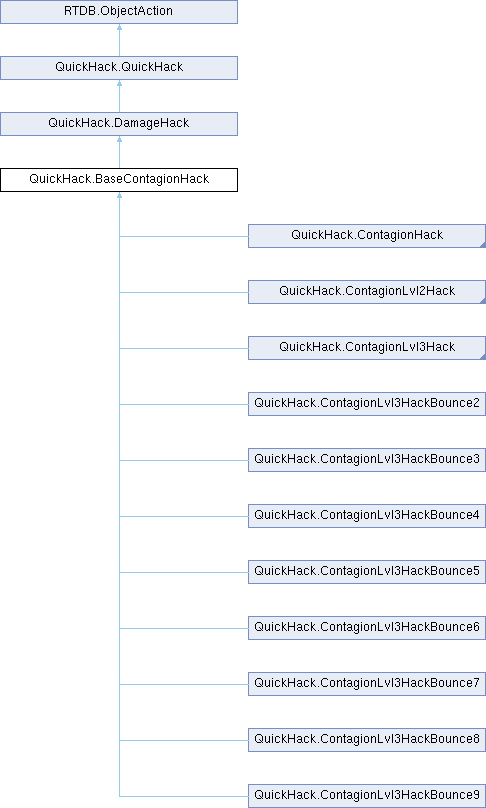 RTDB.ObjectAction
QuickHack.QuickHack
QuickHack.DamageHack
QuickHack.BaseContagionHack
QuickHack.ContagionHack
QuickHack.ContagionLvl2Hack
QuickHack.ContagionLvl3Hack
QuickHack.ContagionLvl3HackBounce2
QuickHack.ContagionLvl3HackBounce3
QuickHack.ContagionLvl3HackBounce4
QuickHack.ContagionLvl3HackBounce5
QuickHack.ContagionLvl3HackBounce6
QuickHack.ContagionLvl3HackBounce7
QuickHack.ContagionLvl3HackBounce8
QuickHack.ContagionLvl3HackBounce9